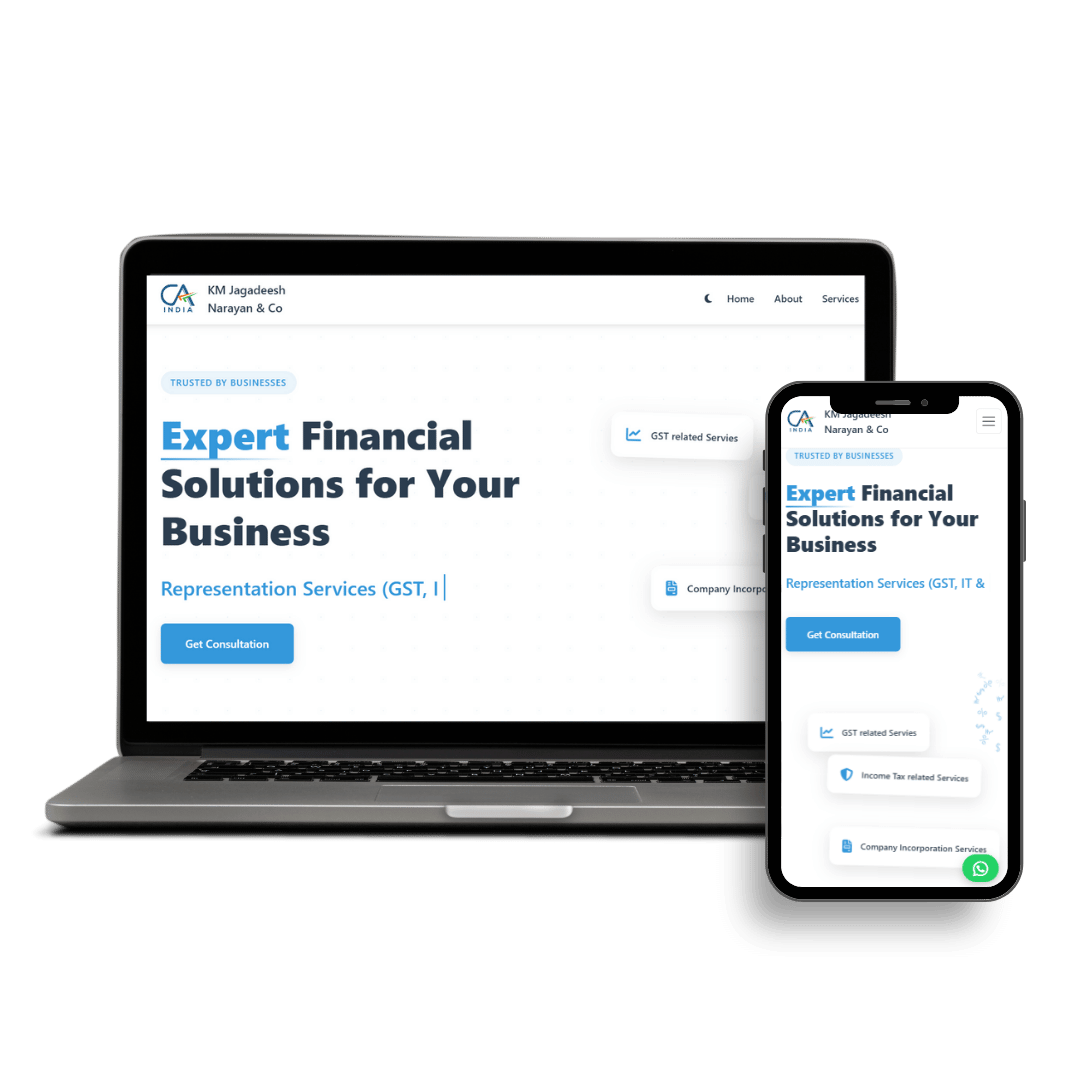 CA
INDIA
KM Jagadeesh
Narayan & Co
Home About Services
TRUSTED BY BUSINESSES
Expert Financial
Solutions for Your
Business
Representation Services (GST, I
Get Consultation
GST related Servies
Company Incorpo
CA
INDIA
KM Jagadeesh
Narayan & Co
TRUSTED BY BUSINESSES
Expert Financial
Solutions for Your
Business
Representation Services (GST, IT &
Get Consultation
GST related Servies
Income Tax related Services
Company Incorporation Services